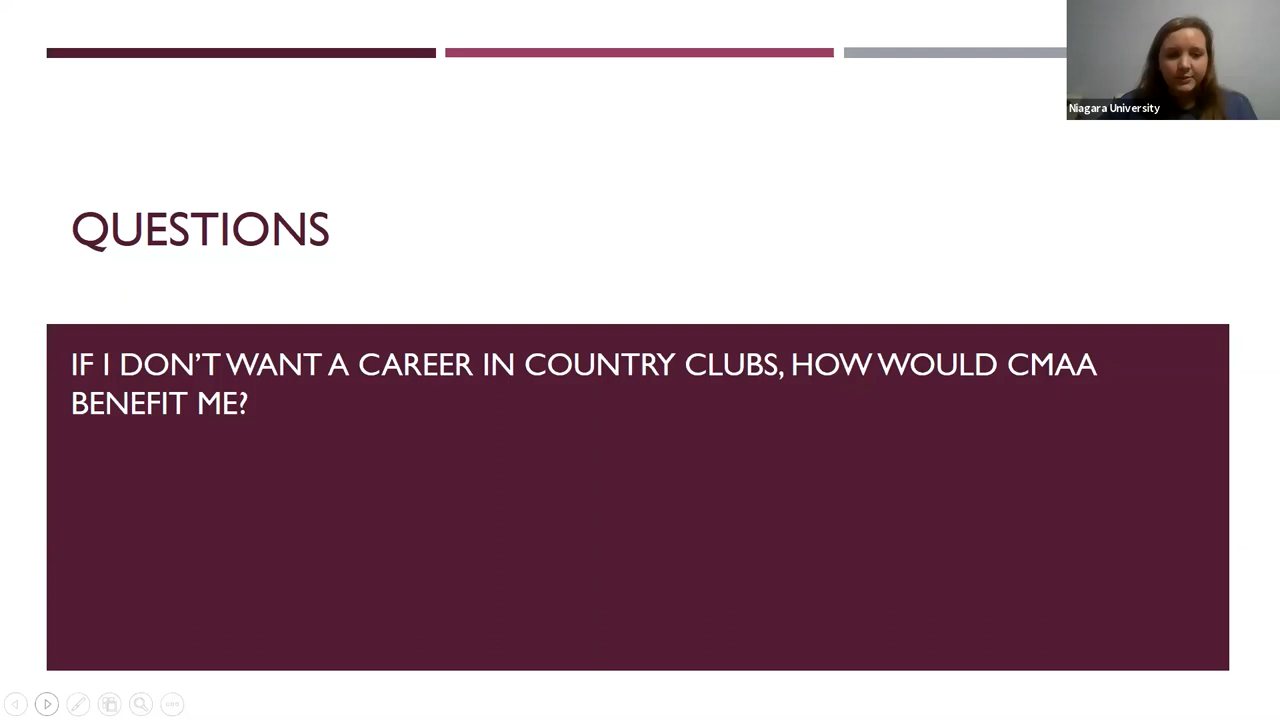 Niagara University
QUESTIONS
IF I DON'T WANT A CAREER IN COUNTRY CLUBS, HOW WOULD CMAA
BENEFIT ME?